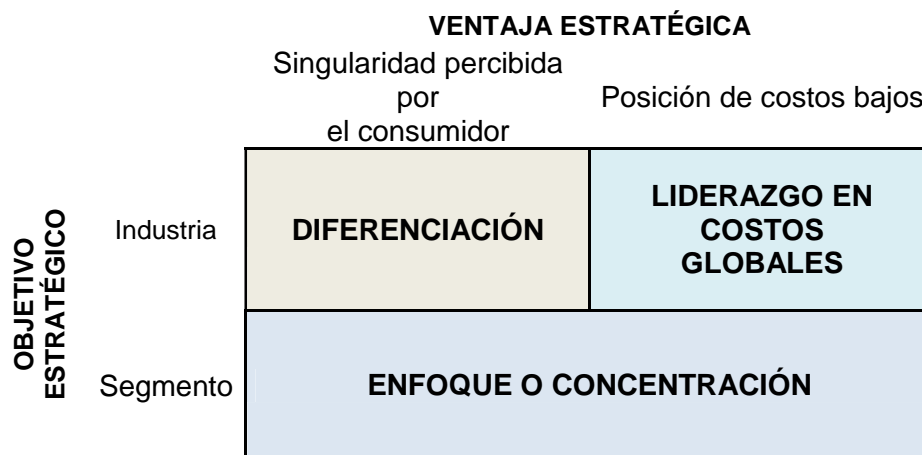 VENTAJA ESTRATÉGICA
Singularidad percibida
por
el consumidor
Posición de costos bajos
OBJETIVO
ESTRATÉGICO
Industria
DIFERENCIACIÓN
LIDERAZGO EN
COSTOS
GLOBALES
Segmento
ENFOQUE O CONCENTRACIÓN